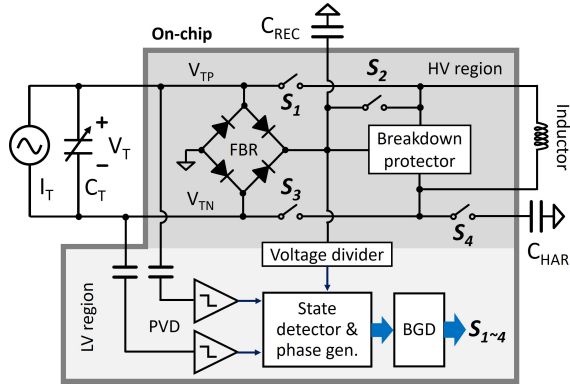 On-chip
C_REC
V_TP
S_1
S_2
HV region
FBR
Breakdown
protector
Inductor
+
V_T
−
I_T
C_T
V_TN
S_3
S_4
C_HAR
Voltage divider
LV region
PVD
State
detector &
phase gen.
BGD
S_1~4